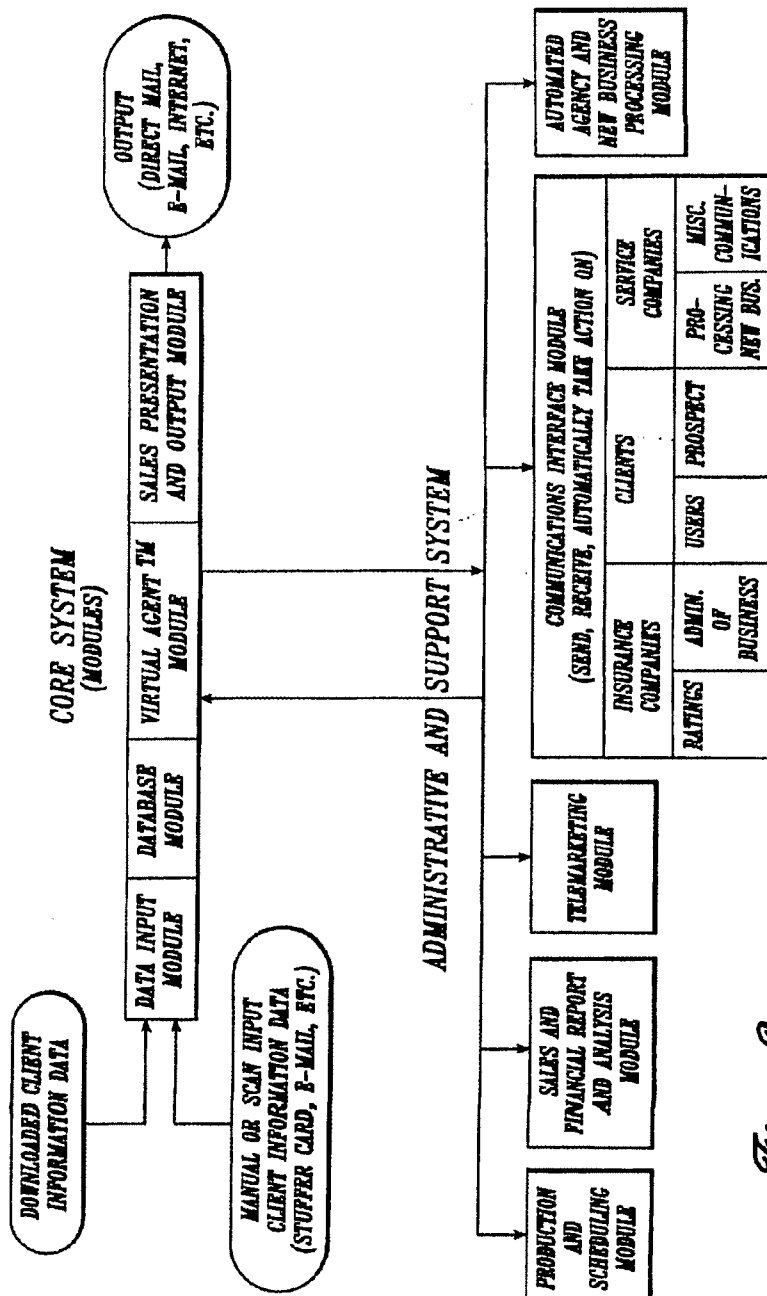 CORE SYSTEM
(MODULES)
DOWNLOADED CLIENT
INFORMATION DATA
MANUAL OR SCAN INPUT
CLIENT INFORMATION DATA
(STUFFER CARD, E-MAIL, ETC.)
DATA INPUT
MODULE
DATABASE
MODULE
VIRTUAL AGENT TM
MODULE
SALES PRESENTATION
AND OUTPUT MODULE
OUTPUT
(DIRECT MAIL,
E-MAIL, INTERNET,
ETC.)
ADMINISTRATIVE AND SUPPORT SYSTEM
PRODUCTION
AND
SCHEDULING
MODULE
SALES AND
FINANCIAL REPORT
AND ANALYSIS
MODULE
TELEMARKETING
MODULE
COMMUNICATIONS INTERFACE MODULE
(SEND, RECEIVE, AUTOMATICALLY TAKE ACTION ON)
INSURANCE
COMPANIES
CLIENTS
SERVICE
COMPANIES
RATINGS
ADMIN.
OF
BUSINESS
USERS
PROSPECT
PRO-
CESSING
NEW BUS.
MISC.
COMMUN-
ICATIONS
AUTOMATED
AGENCY AND
NEW BUSINESS
PROCESSING
MODULE